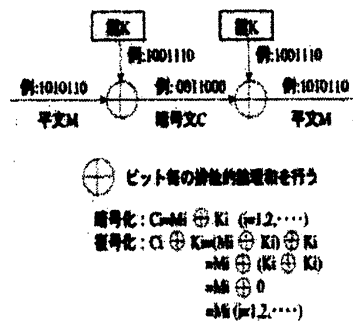 鍵K 鍵K
例:1001110 例:1001110
例:1010110 例:0011000 例:1010110
平文M 暗号文C 平文M
⊕ ビット毎の排他的論理和を行う
暗号化：Ci=Mi ⊕ Ki (i=1,2,‥‥)
復号化：Ci ⊕ Ki=(Mi ⊕ Ki) ⊕ Ki
=Mi ⊕ (Ki ⊕ Ki)
=Mi ⊕ 0
=Mi (i=1,2,‥‥)